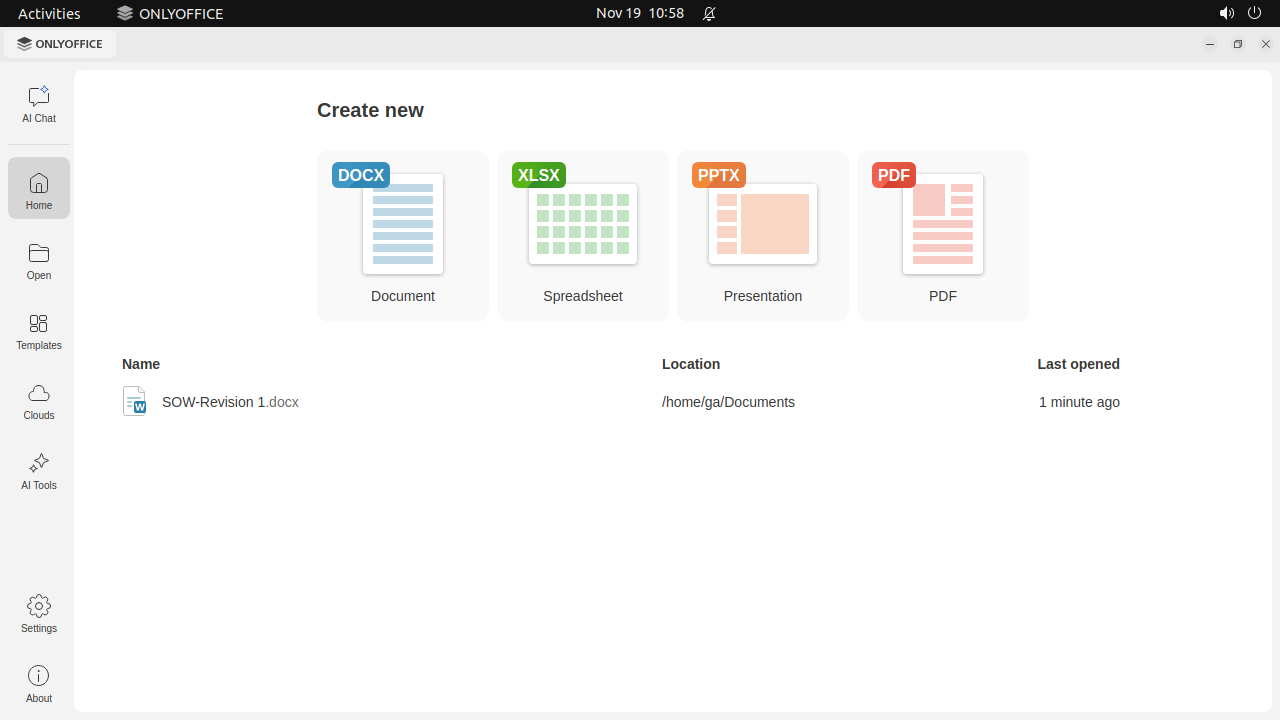 Activities
ONLYOFFICE
Nov 19 10:58
ONLYOFFICE
AI Chat
Home
Open
Templates
Clouds
AI Tools
Settings
About
Create new
DOCX
Document
XLSX
Spreadsheet
PPTX
Presentation
PDF
PDF
Name Location Last opened
W
SOW-Revision 1.docx /home/ga/Documents 1 minute ago